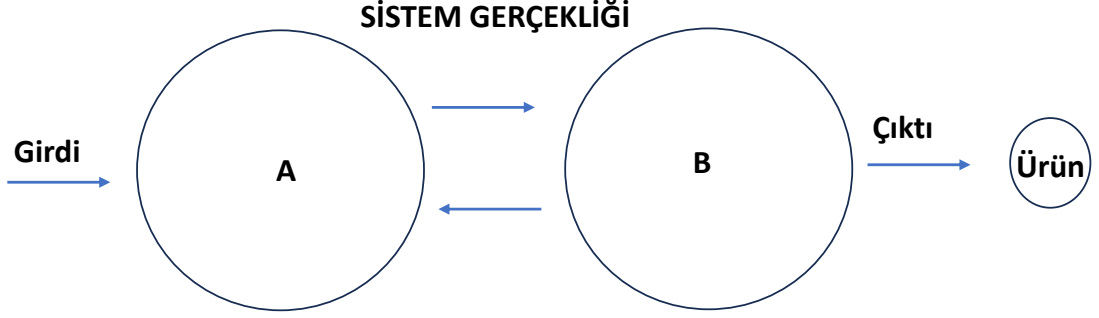 SİSTEM GERÇEKLİĞİ
Girdi
A
B
Çıktı
Ürün